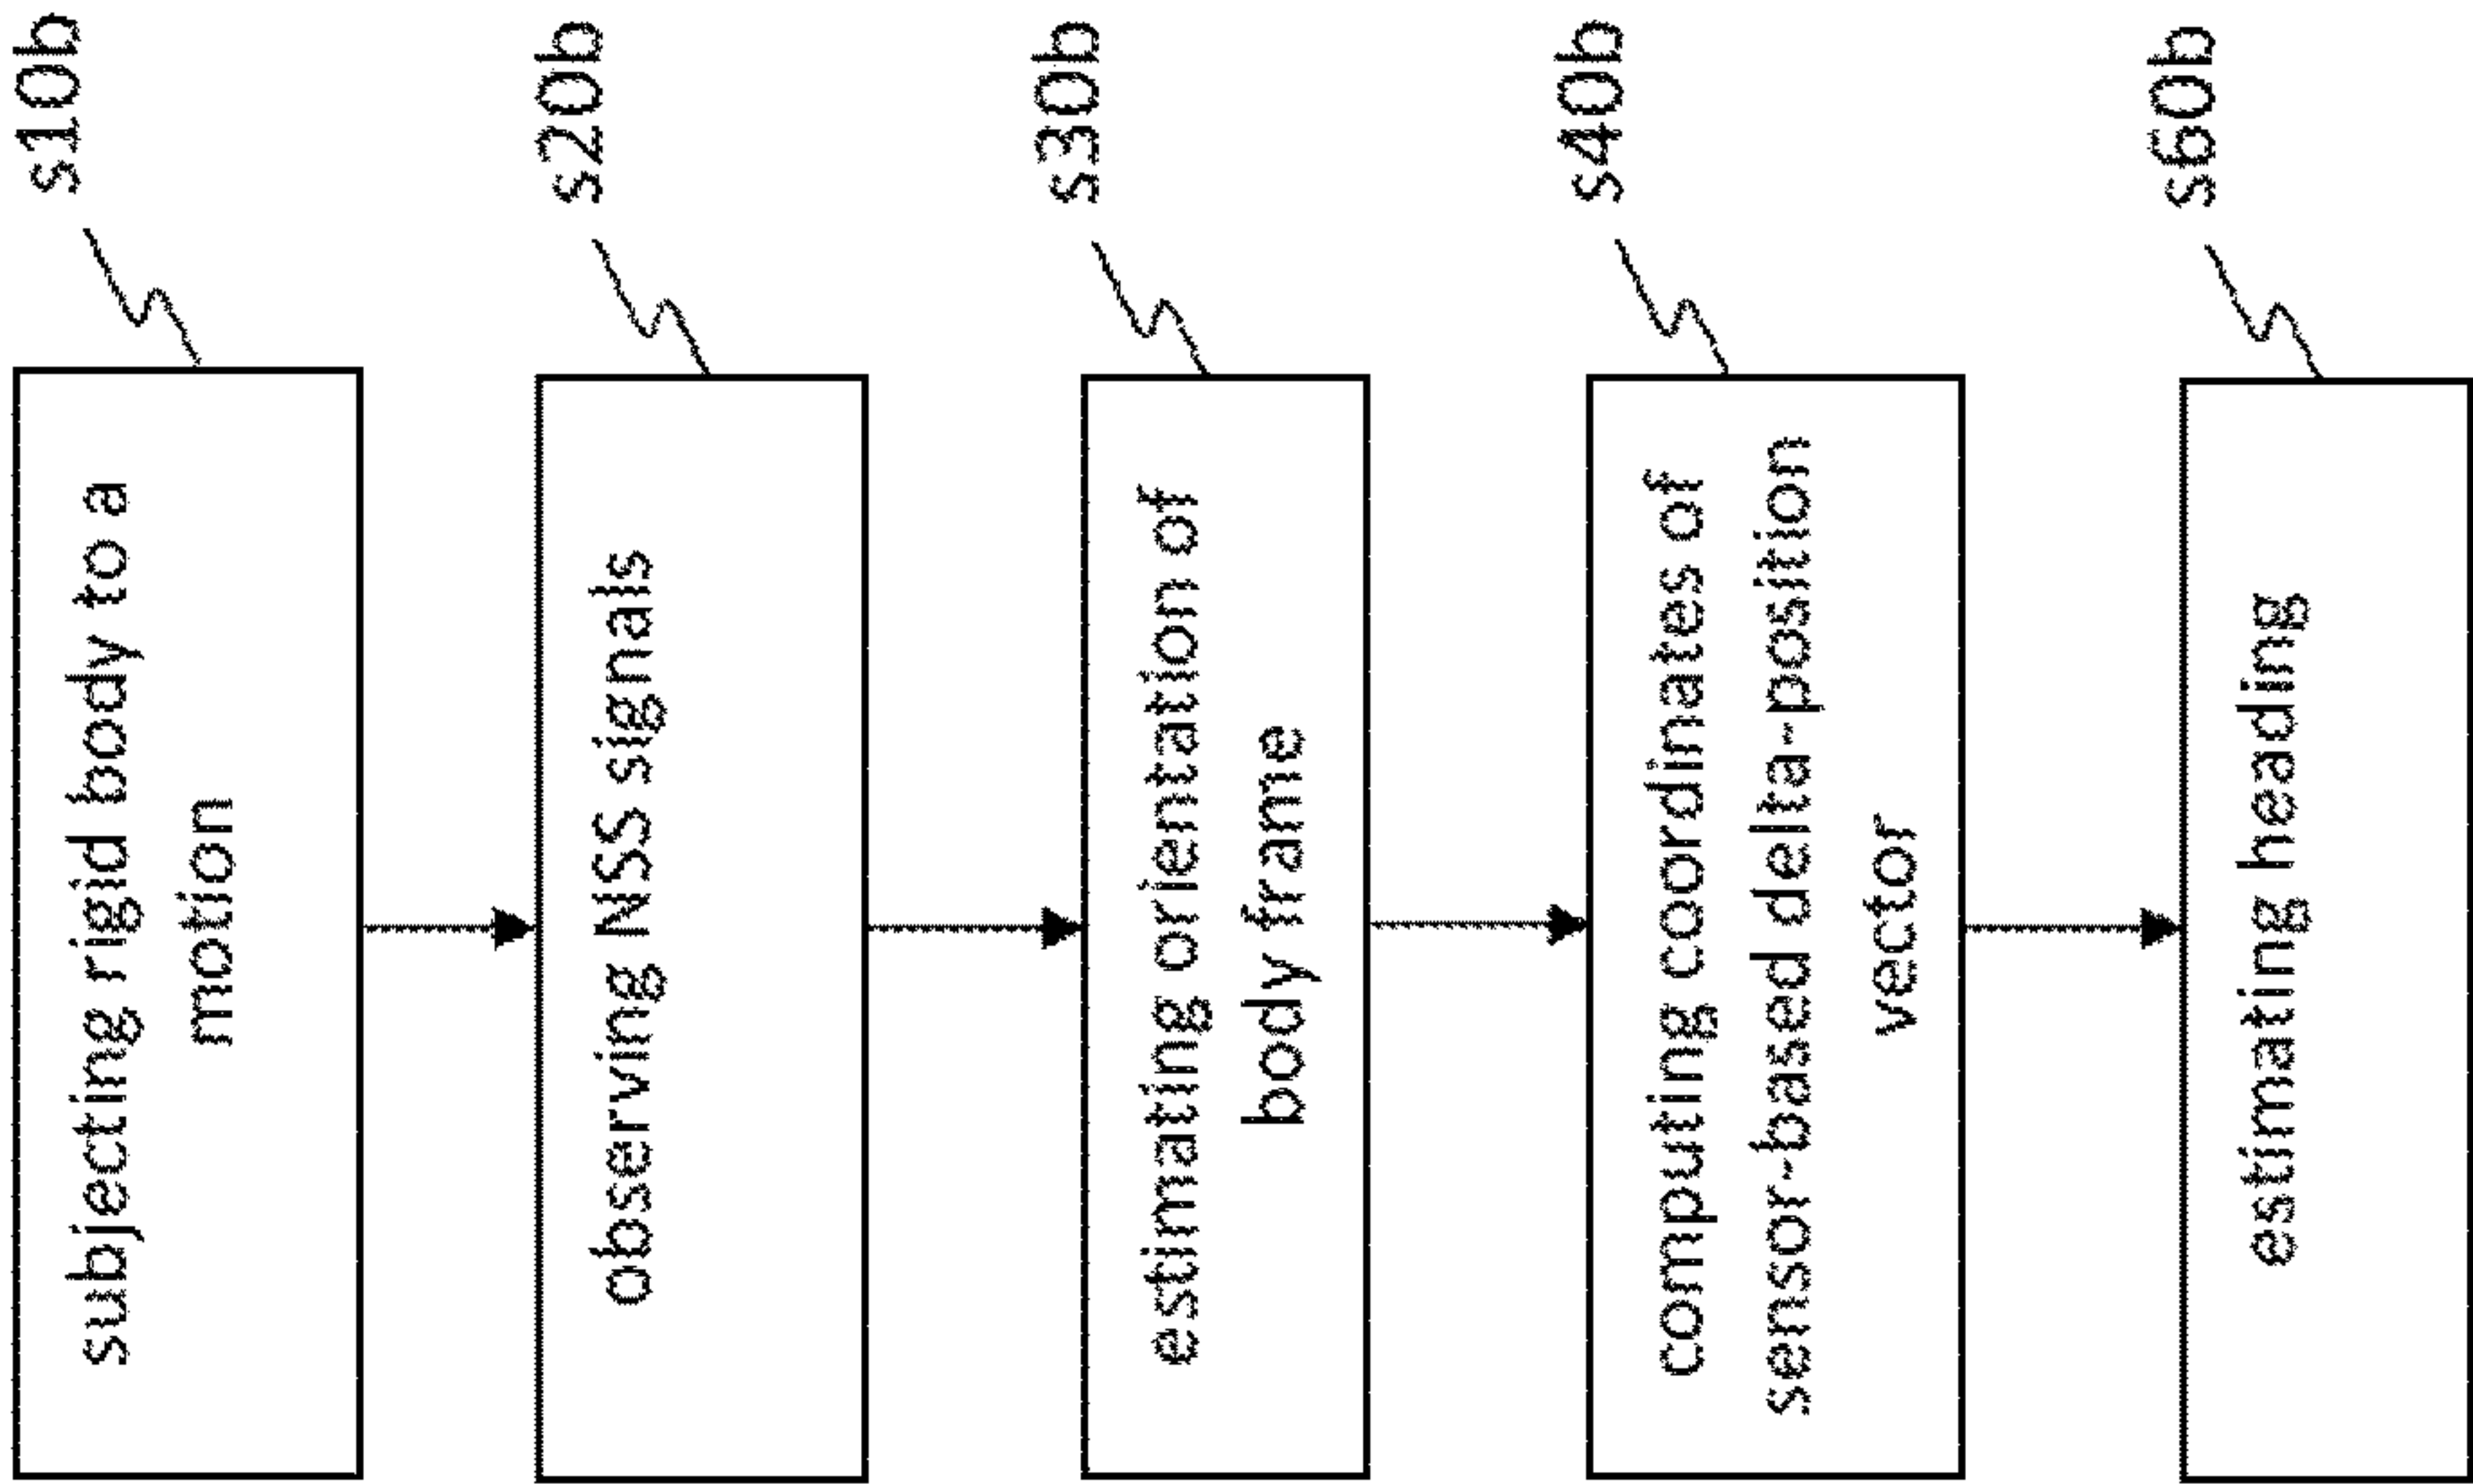 s10b
subjecting rigid body to a
motion
s20b
observing NSS signals
s30b
estimating orientation of
body frame
s40b
computing coordinates of
sensor-based delta-position
vector
s60b
estimating heading